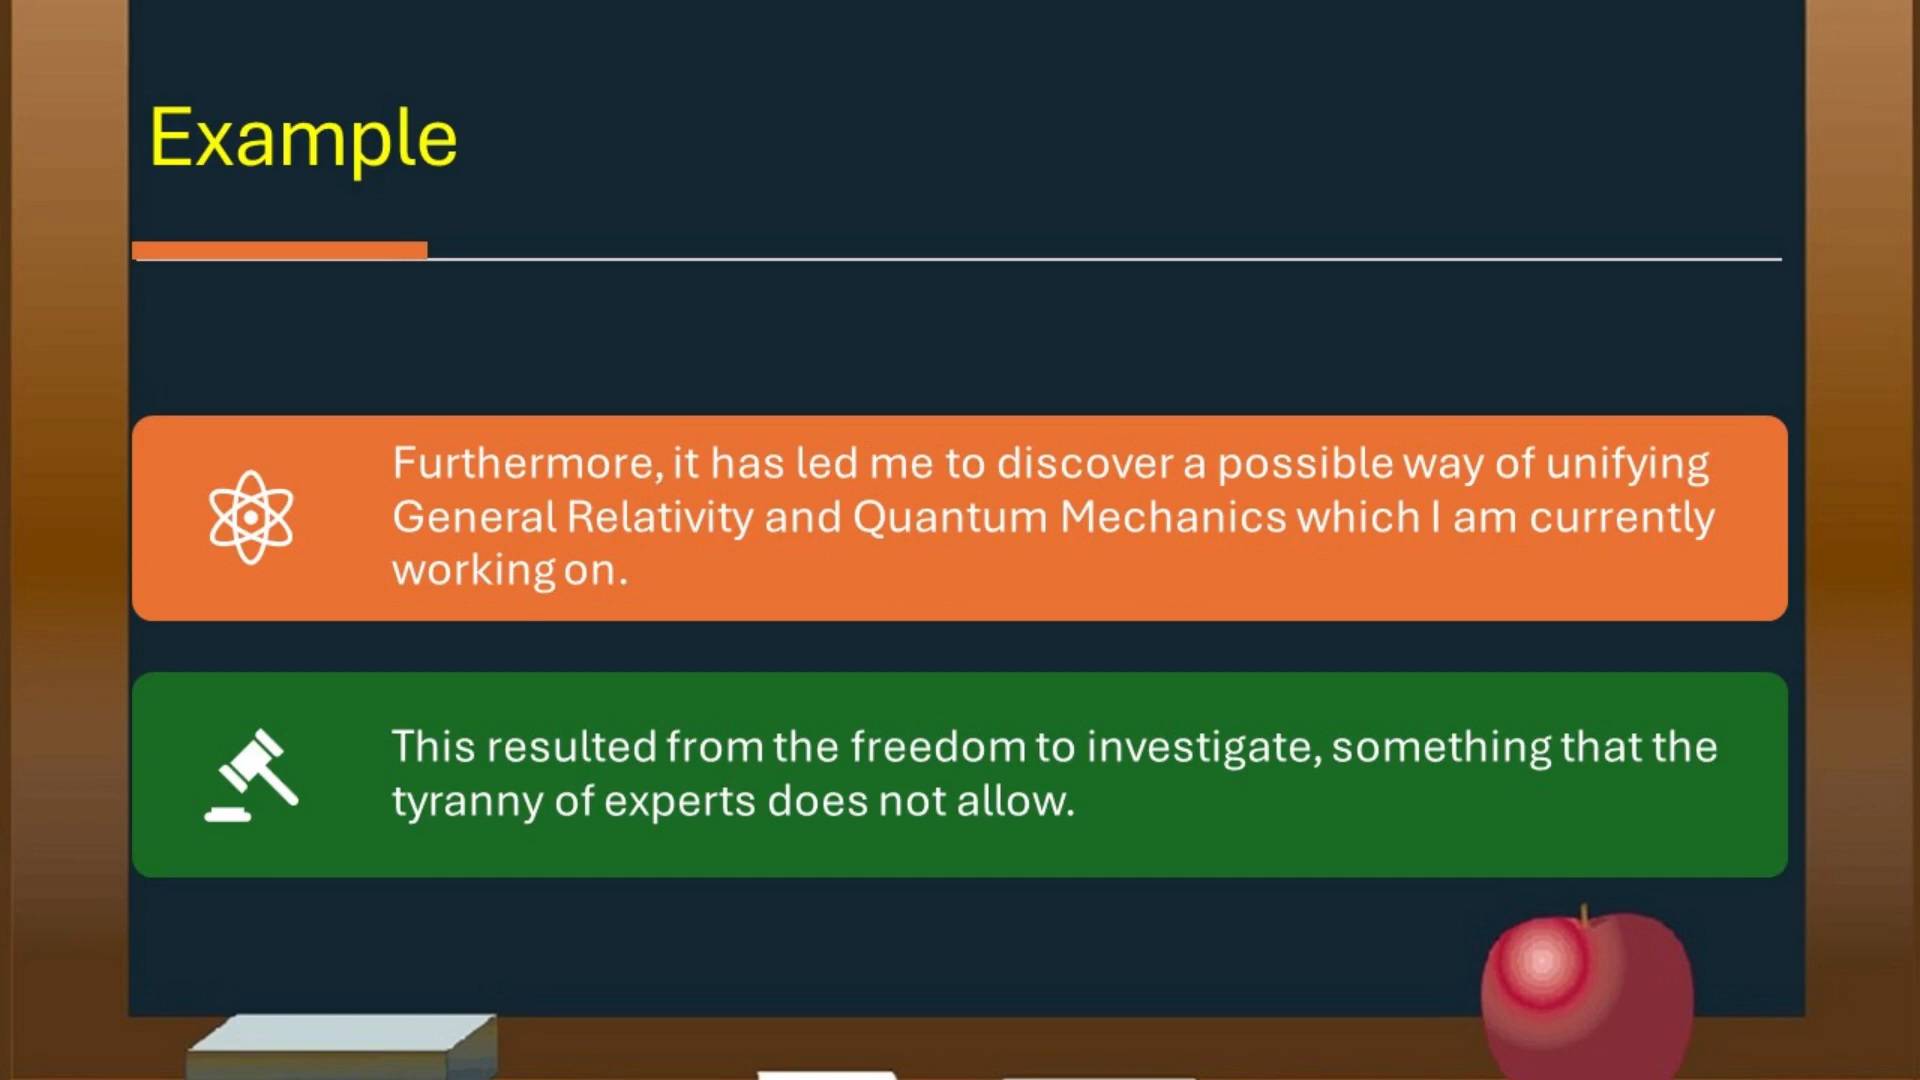 Example
Furthermore, it has led me to discover a possible way of unifying
General Relativity and Quantum Mechanics which I am currently
working on.
This resulted from the freedom to investigate, something that the
tyranny of experts does not allow.